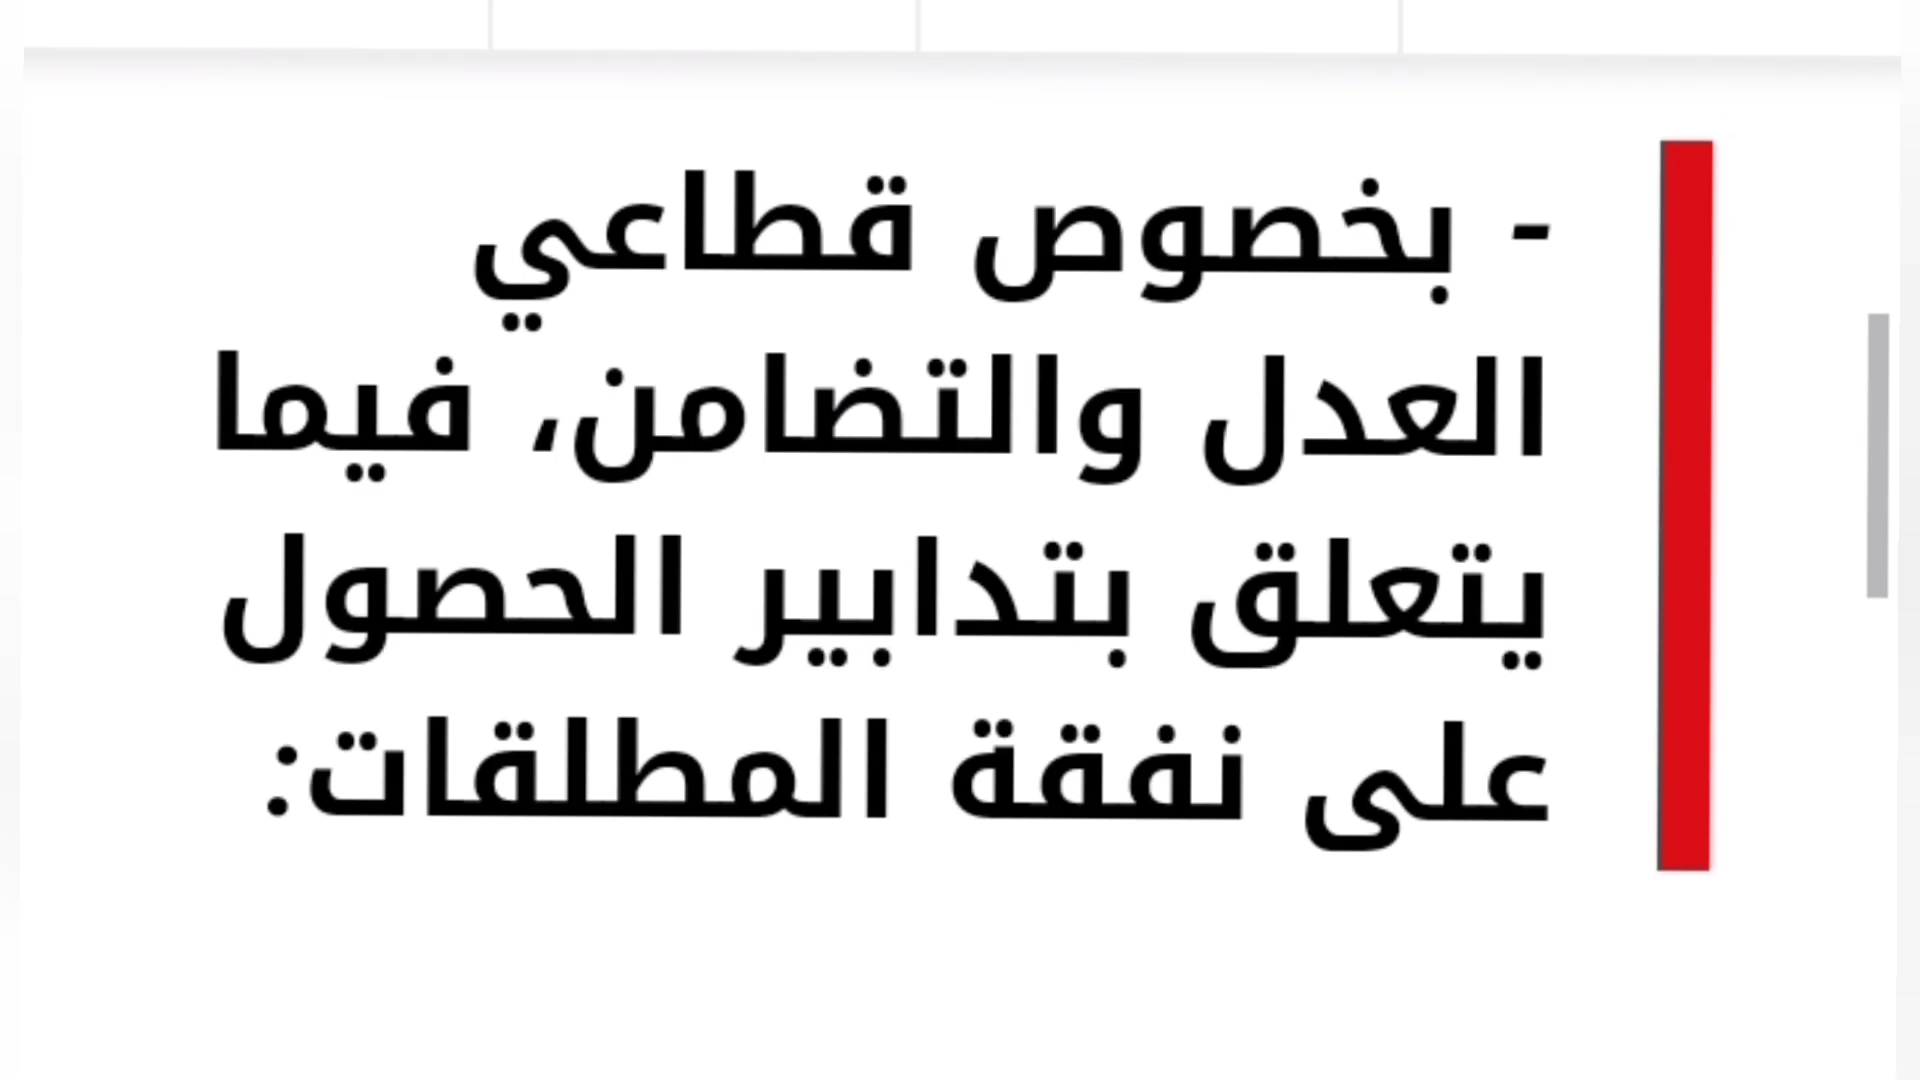 - بخصوص قطاعي
العدل والتضامن، فيما
يتعلق بتدابير الحصول
على نفقة المطلقات: